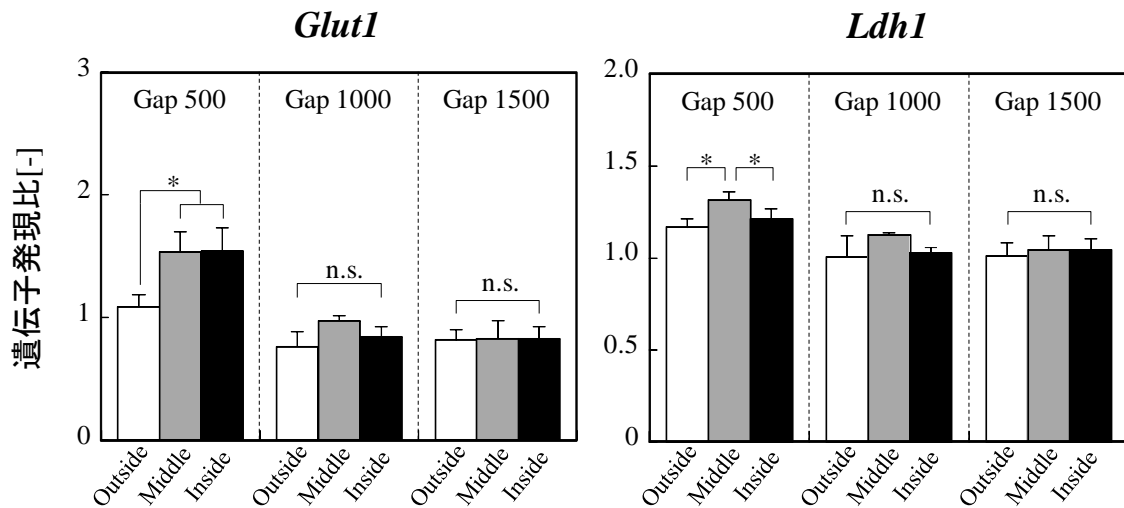 Glut1
遺伝子発現比[-]
3
2
1
0
Gap 500
Gap 1000
Gap 1500
*
n.s.
n.s.
Outside
Middle
Inside
Outside
Middle
Inside
Outside
Middle
Inside
Ldh1
2.0
1.5
1.0
0.5
0
Gap 500
Gap 1000
Gap 1500
*
*
n.s.
n.s.
Outside
Middle
Inside
Outside
Middle
Inside
Outside
Middle
Inside